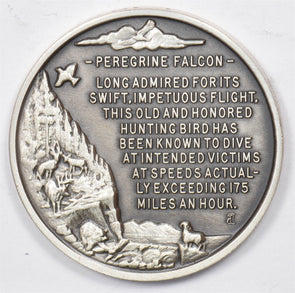 - PEREGRINE FALCON -
LONG ADMIRED FOR ITS
SWIFT, IMPETUOUS FLIGHT,
THIS OLD AND HONORED
HUNTING BIRD HAS
BEEN KNOWN TO DIVE
AT INTENDED VICTIMS
AT SPEEDS ACTUAL-
LY EXCEEDING 175
MILES AN HOUR.